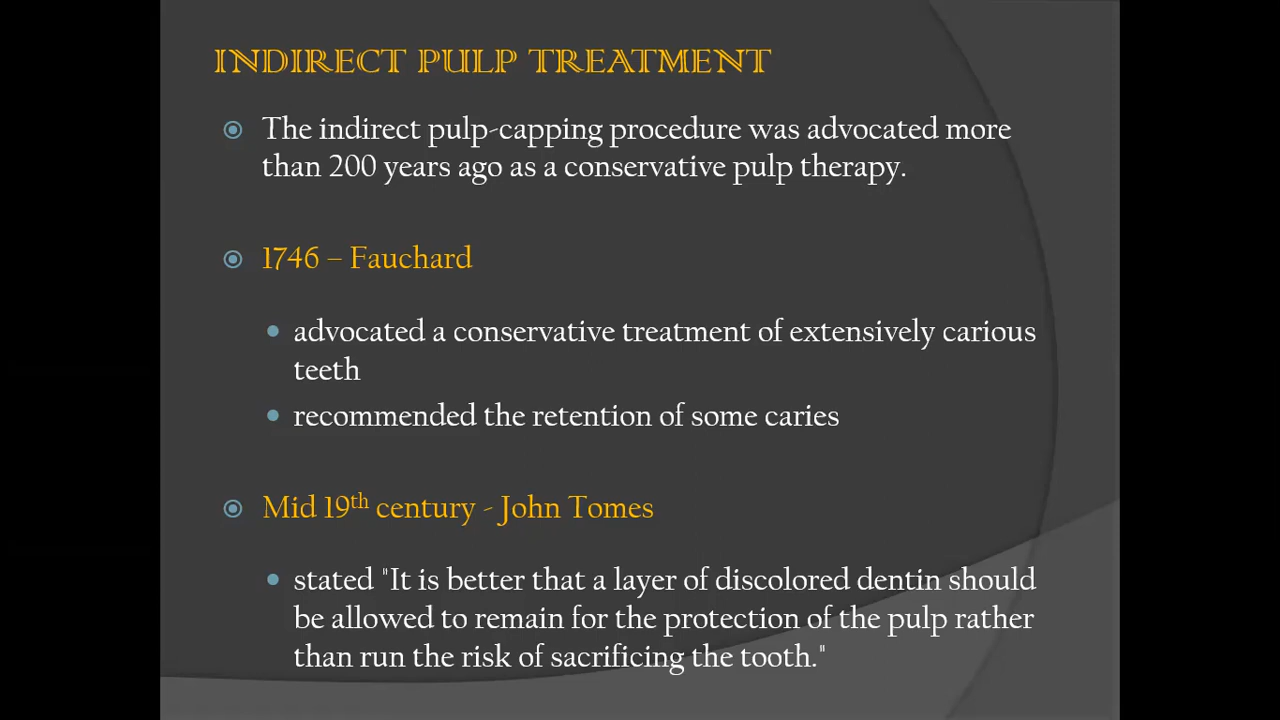 INDIRECT PULP TREATMENT
The indirect pulp-capping procedure was advocated more
than 200 years ago as a conservative pulp therapy.
1746 – Fauchard
advocated a conservative treatment of extensively carious
teeth
recommended the retention of some caries
Mid 19th century - John Tomes
stated "It is better that a layer of discolored dentin should
be allowed to remain for the protection of the pulp rather
than run the risk of sacrificing the tooth."